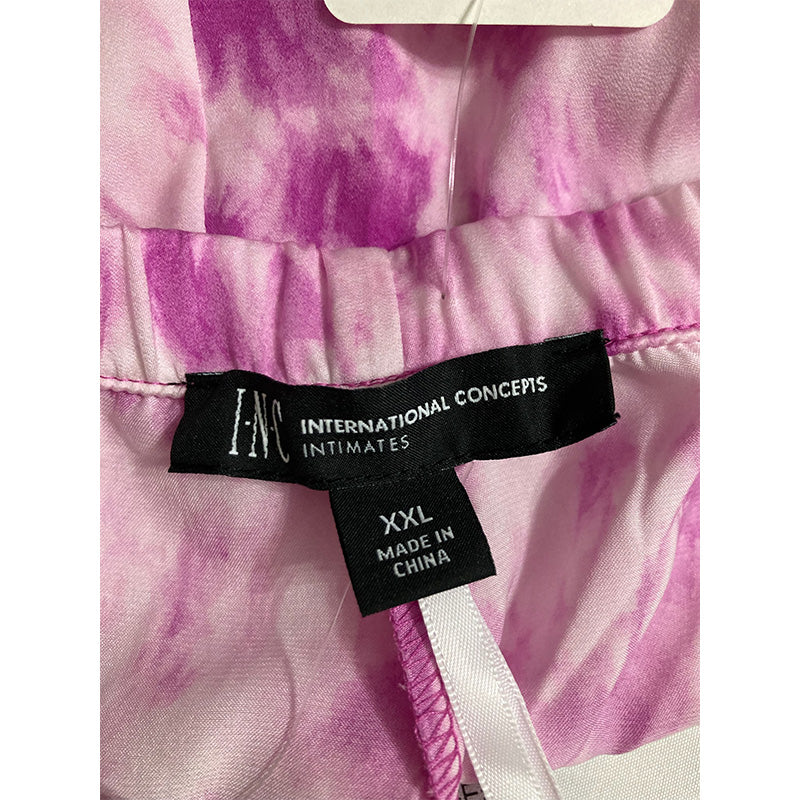 I·N·C INTERNATIONAL CONCEPTS
INTIMATES
XXL
MADE IN
CHINA